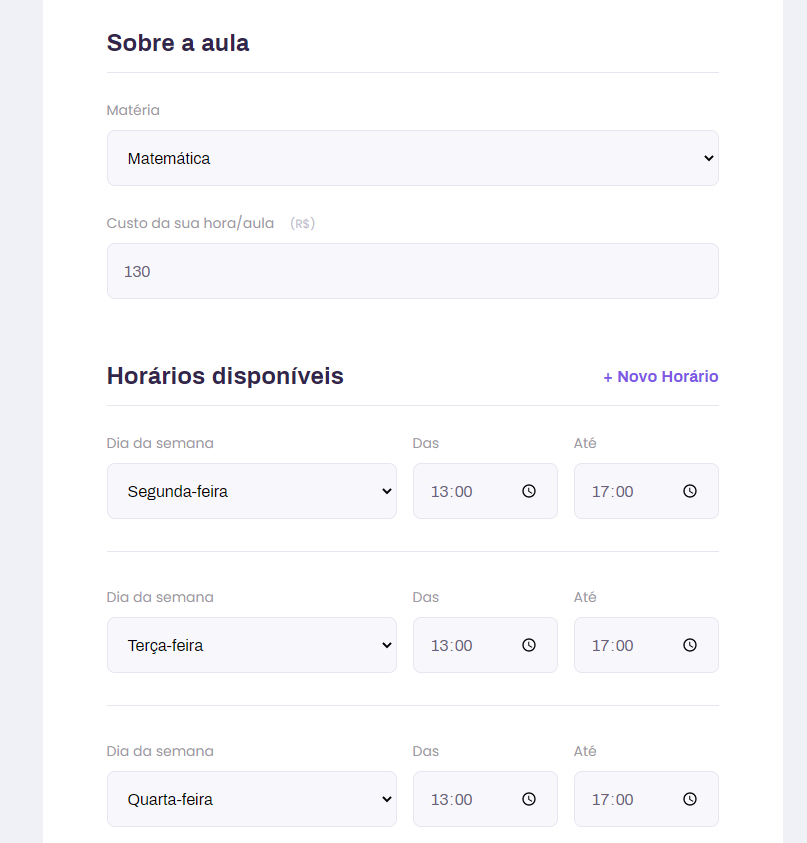 Sobre a aula
Matéria
Matemática
Custo da sua hora/aula (R$)
130
Horários disponíveis + Novo Horário
Dia da semana Das Até
Segunda-feira 13:00 17:00
Dia da semana Das Até
Terça-feira 13:00 17:00
Dia da semana Das Até
Quarta-feira 13:00 17:00